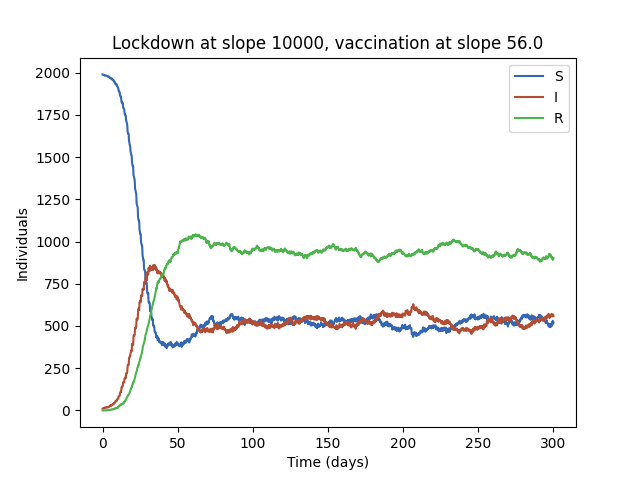 Lockdown at slope 10000, vaccination at slope 56.0
S
I
R
2000
1750
1500
1250
1000
750
500
250
0
Individuals
0 50 100 150 200 250 300
Time (days)